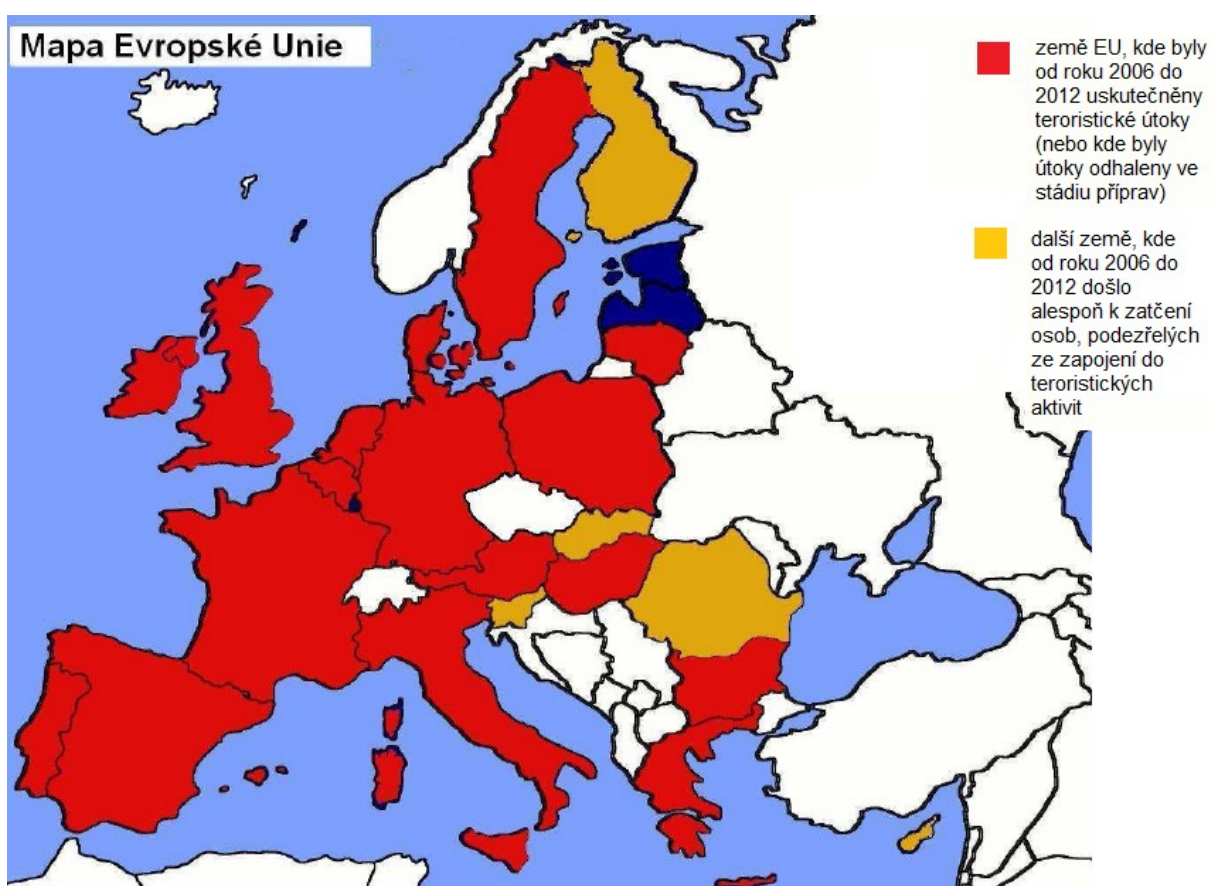 Mapa Evropské Unie
země EU, kde byly
od roku 2006 do
2012 uskutečněny
teroristické útoky
(nebo kde byly
útoky odhaleny ve
stádiu příprav)
další země, kde
od roku 2006 do
2012 došlo
alespoň k zatčení
osob, podezřelých
ze zapojení do
teroristických
aktivit